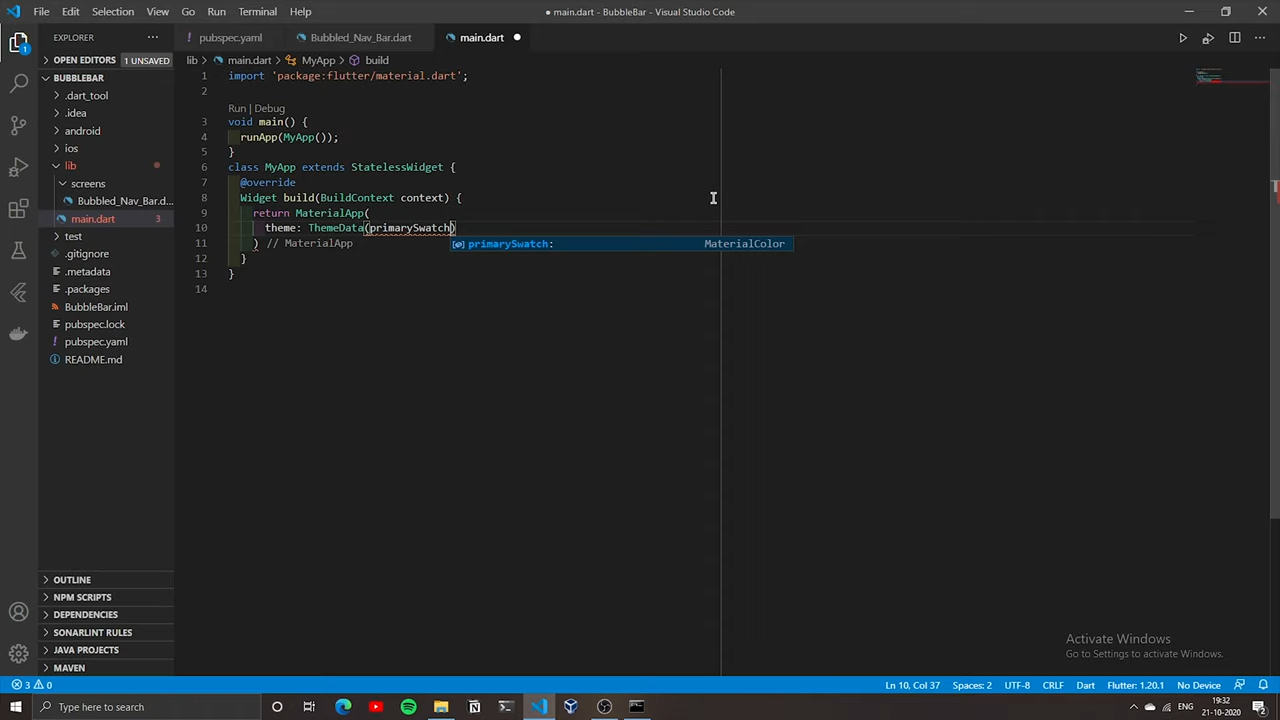 File Edit Selection View Go Run Terminal Help
● main.dart - BubbleBar - Visual Studio Code
EXPLORER
pubspec.yaml
Bubbled_Nav_Bar.dart
main.dart
OPEN EDITORS 1 UNSAVED
lib > main.dart > MyApp > build
BUBBLEBAR
.dart_tool
.idea
android
ios
lib
screens
Bubbled_Nav_Bar.d...
main.dart 3
test
.gitignore
.metadata
.packages
BubbleBar.iml
pubspec.lock
pubspec.yaml
README.md
OUTLINE
NPM SCRIPTS
DEPENDENCIES
SONARLINT RULES
JAVA PROJECTS
MAVEN
1 import 'package:flutter/material.dart';
2
Run | Debug
3 void main() {
4 runApp(MyApp());
5 }
6 class MyApp extends StatelessWidget {
7 @override
8 Widget build(BuildContext context) {
9 return MaterialApp(
10 theme: ThemeData(primarySwatch)
primarySwatch: MaterialColor
11 ) // MaterialApp
12 }
13 }
14
Activate Windows
Go to Settings to activate Windows.
3 0
Ln 10, Col 37 Spaces: 2 UTF-8 CRLF Dart Flutter: 1.20.1 No Device
Type here to search
19:32
21-10-2020